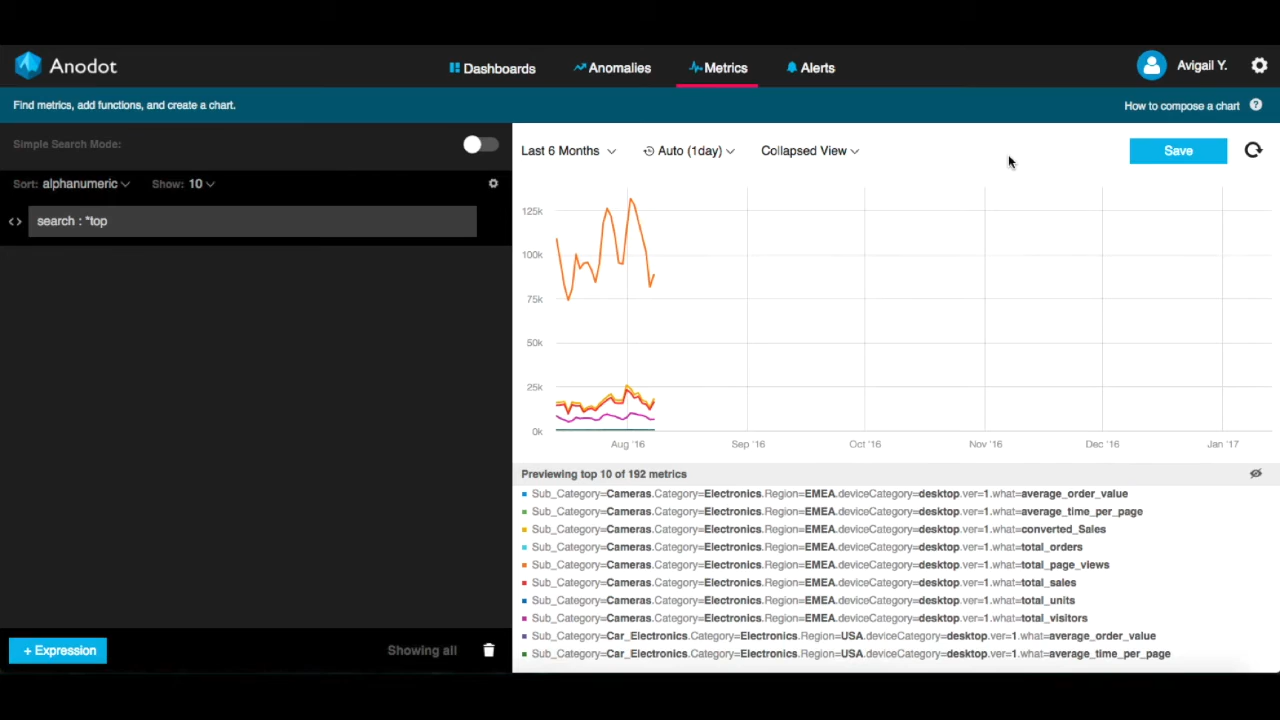 Anodot
Dashboards
Anomalies
Metrics
Alerts
Avigail Y.
Find metrics, add functions, and create a chart.
How to compose a chart ?
Simple Search Mode:
Sort: alphanumeric
Show: 10
<> search : *top
+ Expression
Showing all
Last 6 Months
Auto (1day)
Collapsed View
Save
125k
100k
75k
50k
25k
0k
Aug '16
Sep '16
Oct '16
Nov '16
Dec '16
Jan '17
Previewing top 10 of 192 metrics
Sub_Category=Cameras.Category=Electronics.Region=EMEA.deviceCategory=desktop.ver=1.what=average_order_value
Sub_Category=Cameras.Category=Electronics.Region=EMEA.deviceCategory=desktop.ver=1.what=average_time_per_page
Sub_Category=Cameras.Category=Electronics.Region=EMEA.deviceCategory=desktop.ver=1.what=converted_Sales
Sub_Category=Cameras.Category=Electronics.Region=EMEA.deviceCategory=desktop.ver=1.what=total_orders
Sub_Category=Cameras.Category=Electronics.Region=EMEA.deviceCategory=desktop.ver=1.what=total_page_views
Sub_Category=Cameras.Category=Electronics.Region=EMEA.deviceCategory=desktop.ver=1.what=total_sales
Sub_Category=Cameras.Category=Electronics.Region=EMEA.deviceCategory=desktop.ver=1.what=total_units
Sub_Category=Cameras.Category=Electronics.Region=EMEA.deviceCategory=desktop.ver=1.what=total_visitors
Sub_Category=Car_Electronics.Category=Electronics.Region=USA.deviceCategory=desktop.ver=1.what=average_order_value
Sub_Category=Car_Electronics.Category=Electronics.Region=USA.deviceCategory=desktop.ver=1.what=average_time_per_page